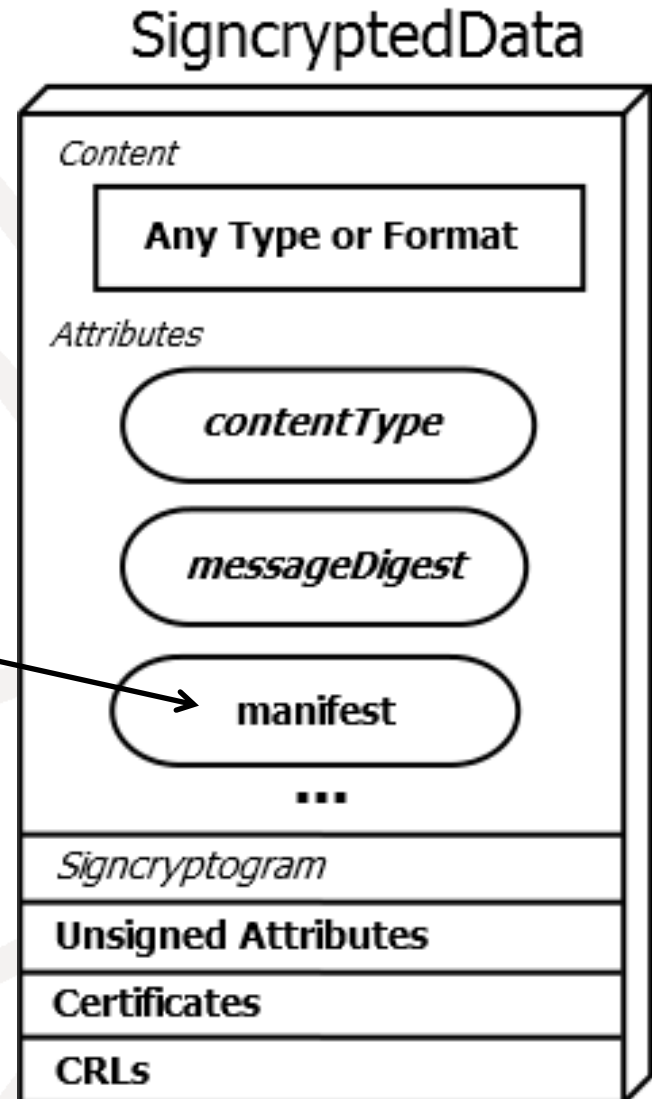 SigncryptedData
Content
Any Type or Format
Attributes
contentType
messageDigest
manifest
...
Signcryptogram
Unsigned Attributes
Certificates
CRLs